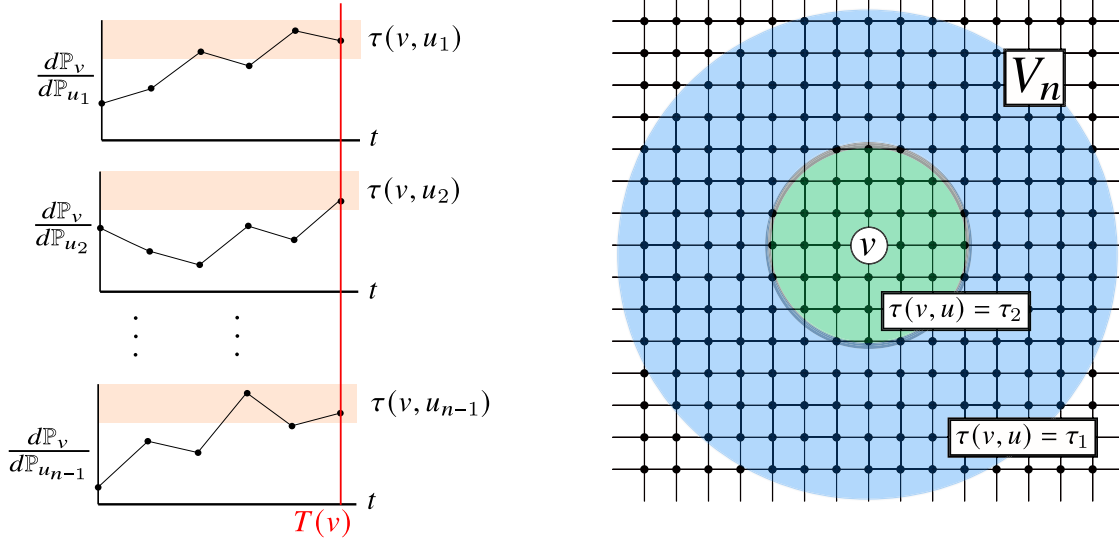 dℙ_v/dℙ_{u_1}
τ(v, u_1)
t
dℙ_v/dℙ_{u_2}
τ(v, u_2)
t
dℙ_v/dℙ_{u_{n−1}}
τ(v, u_{n−1})
t
T(v)
V_n
v
τ(v, u) = τ_2
τ(v, u) = τ_1